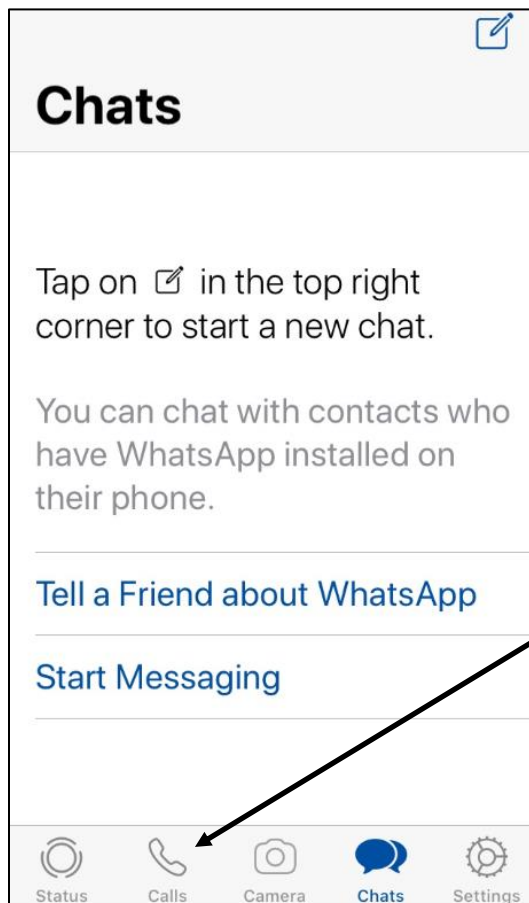 Chats
Tap on in the top right
corner to start a new chat.
You can chat with contacts who
have WhatsApp installed on
their phone.
Tell a Friend about WhatsApp
Start Messaging
Status Calls Camera Chats Settings